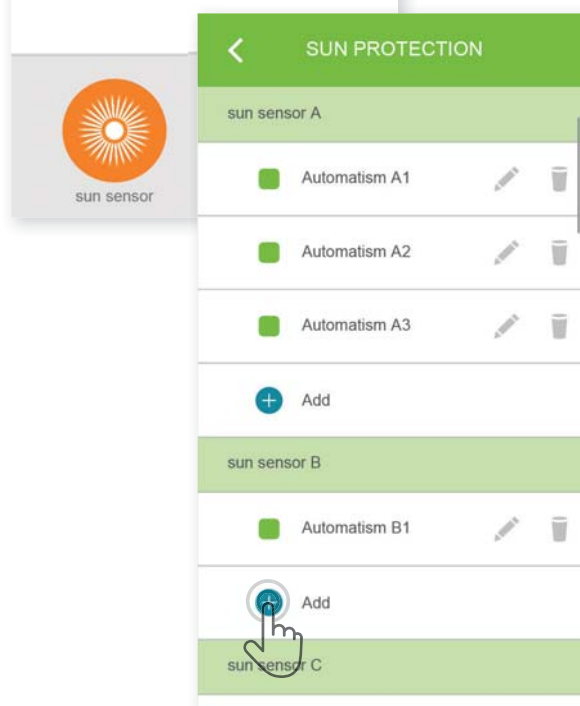 SUN PROTECTION
sun sensor
sun sensor A
Automatism A1
Automatism A2
Automatism A3
Add
sun sensor B
Automatism B1
Add
sun sensor C